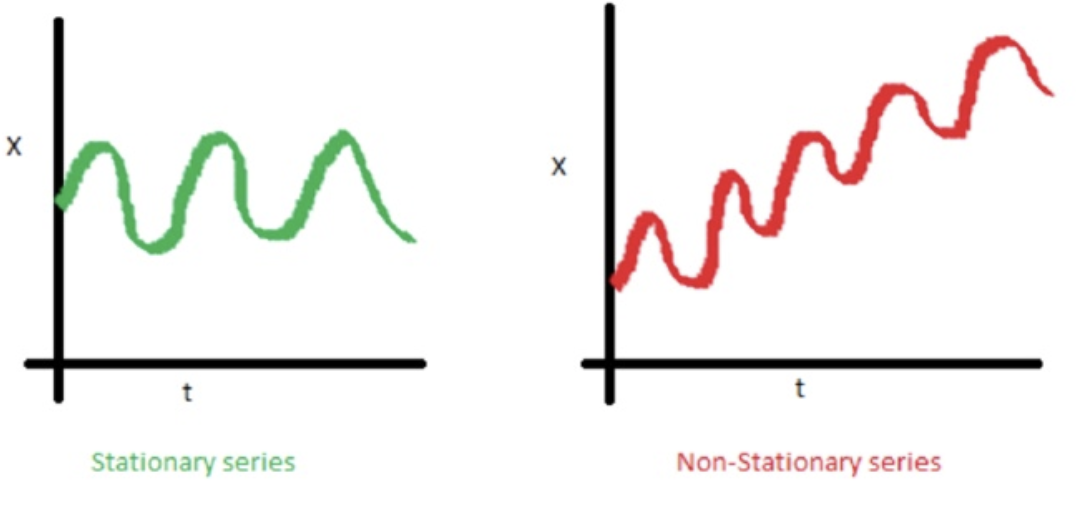 x
t
Stationary series
x
t
Non-Stationary series